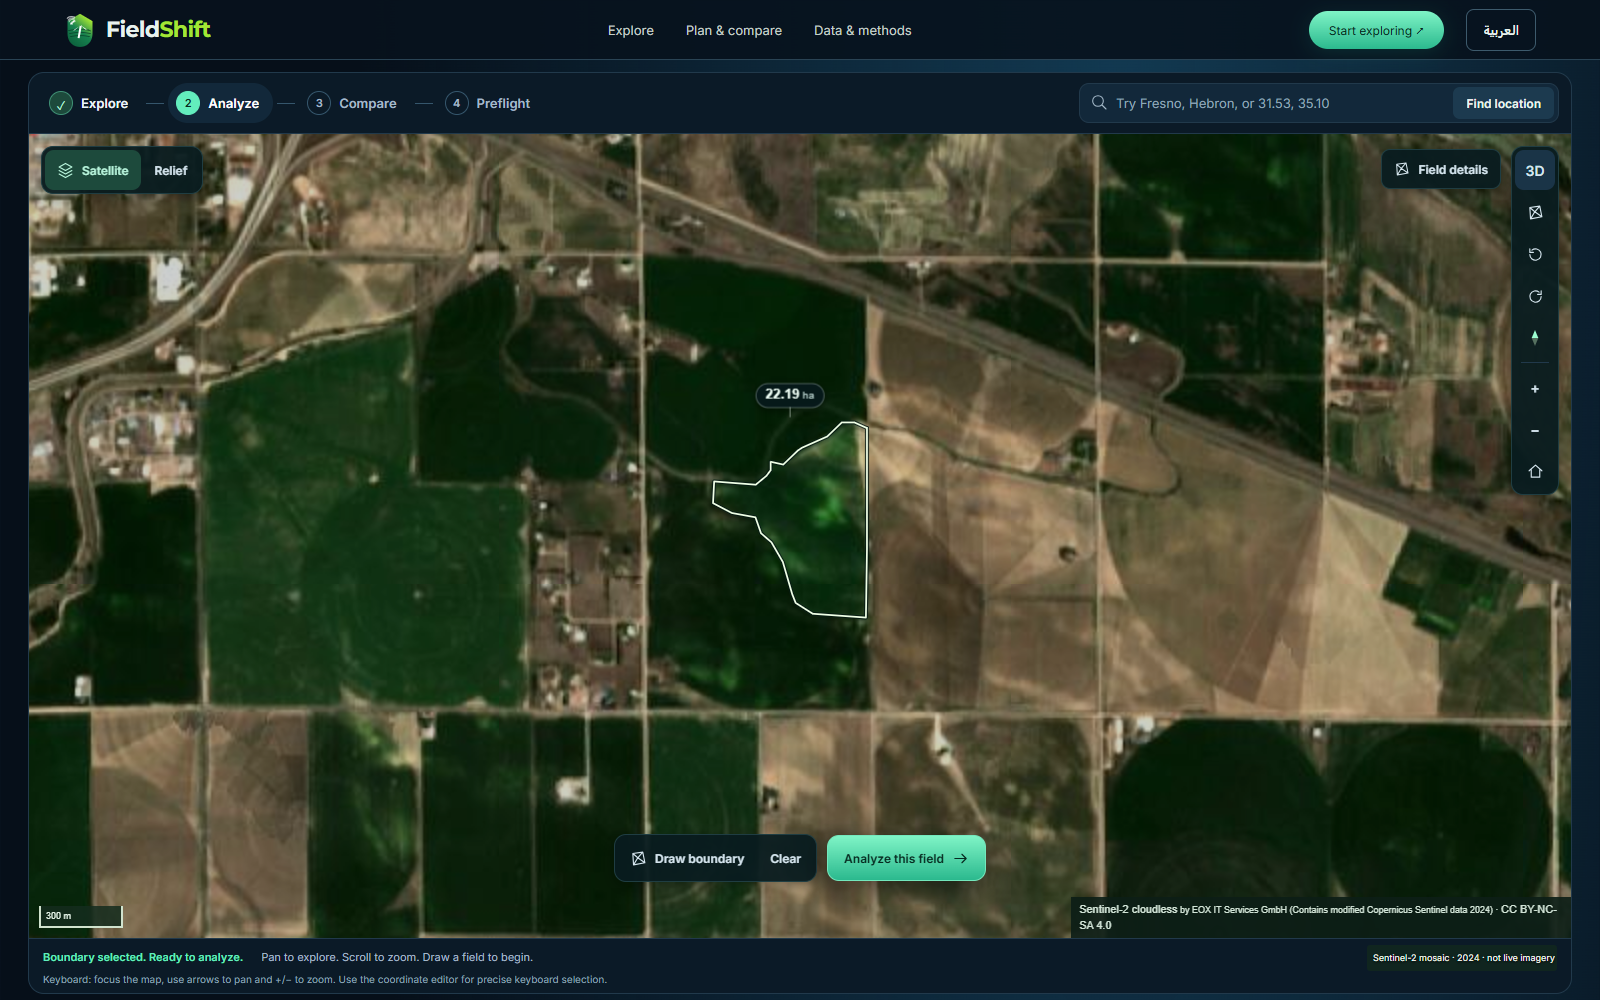 FieldShift
Explore
Plan & compare
Data & methods
Start exploring ↗
العربية
✓ Explore
2 Analyze
3 Compare
4 Preflight
Try Fresno, Hebron, or 31.53, 35.10
Find location
Satellite
Relief
Field details
3D
+
−
22.19 ha
Draw boundary
Clear
Analyze this field →
300 m
Sentinel-2 cloudless by EOX IT Services GmbH (Contains modified Copernicus Sentinel data 2024) · CC BY-NC-
SA 4.0
Boundary selected. Ready to analyze.
Pan to explore. Scroll to zoom. Draw a field to begin.
Sentinel-2 mosaic · 2024 · not live imagery
Keyboard: focus the map, use arrows to pan and +/− to zoom. Use the coordinate editor for precise keyboard selection.